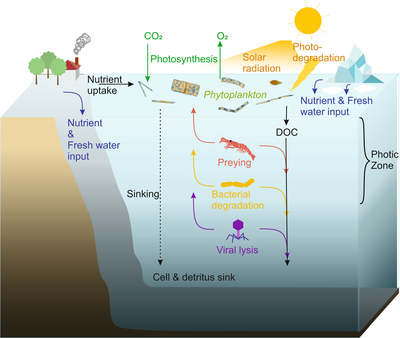 CO₂
O₂
Photosynthesis
Solar
radiation
Photo-
degradation
Nutrient
uptake
Phytoplankton
Nutrient & Fresh
water input
Nutrient
&
Fresh water
input
DOC
Preying
Photic
Zone
Sinking
Bacterial
degradation
Viral lysis
Cell & detritus sink